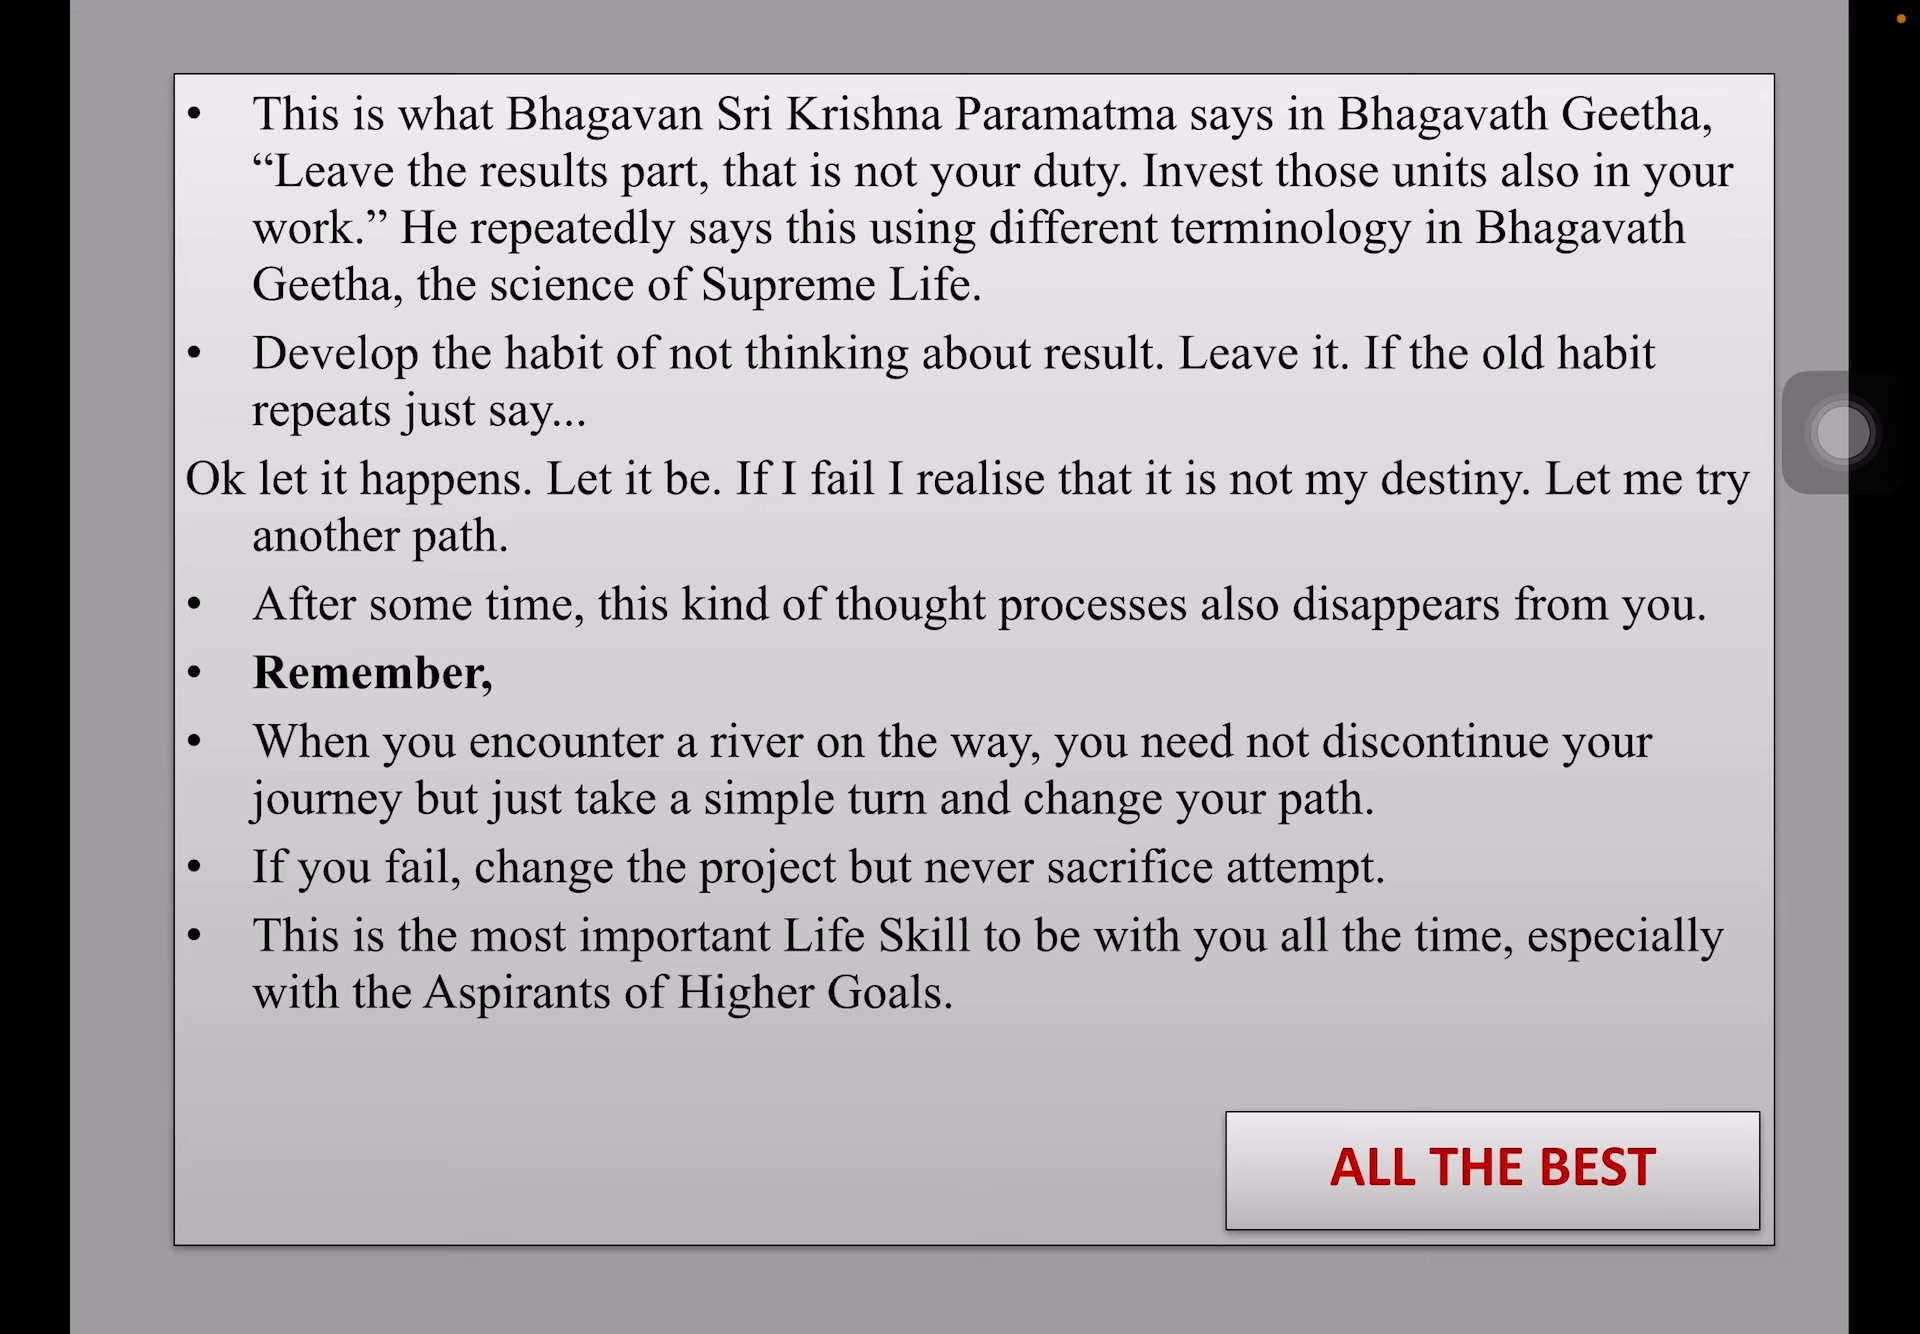 • This is what Bhagavan Sri Krishna Paramatma says in Bhagavath Geetha,
“Leave the results part, that is not your duty. Invest those units also in your
work.” He repeatedly says this using different terminology in Bhagavath
Geetha, the science of Supreme Life.
• Develop the habit of not thinking about result. Leave it. If the old habit
repeats just say...
Ok let it happens. Let it be. If I fail I realise that it is not my destiny. Let me try
another path.
• After some time, this kind of thought processes also disappears from you.
• Remember,
• When you encounter a river on the way, you need not discontinue your
journey but just take a simple turn and change your path.
• If you fail, change the project but never sacrifice attempt.
• This is the most important Life Skill to be with you all the time, especially
with the Aspirants of Higher Goals.
ALL THE BEST